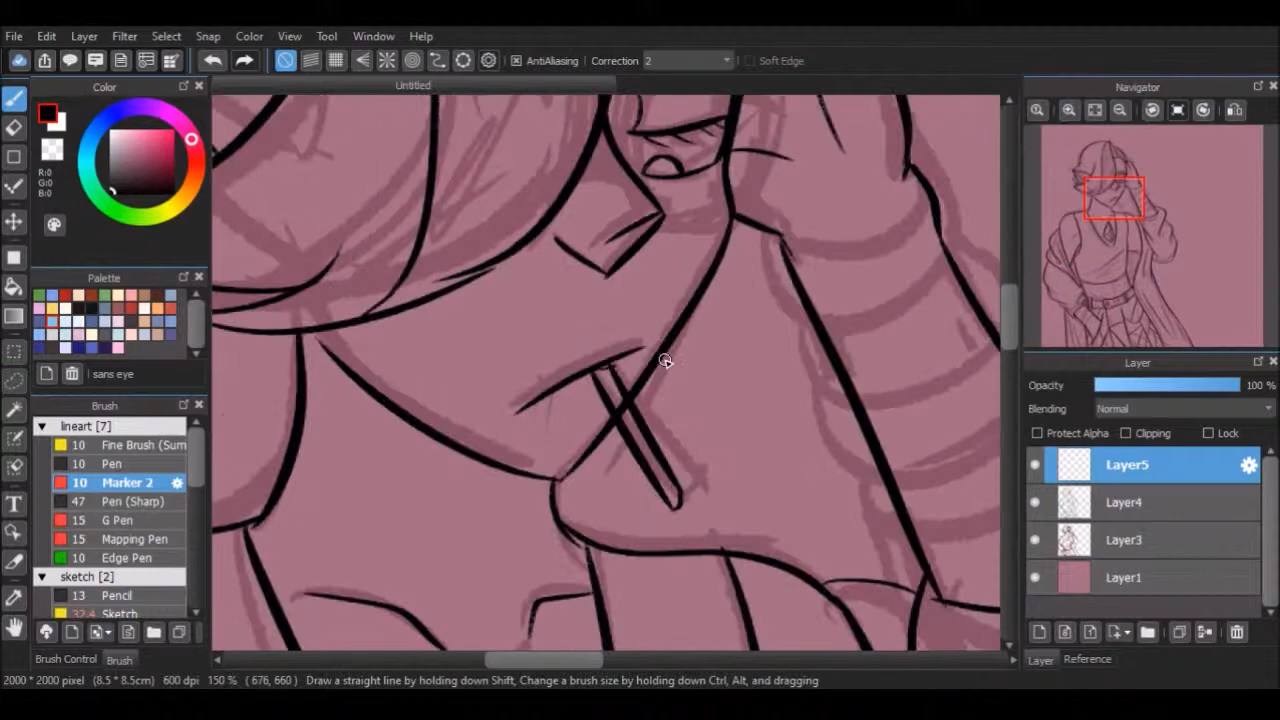 File Edit Layer Filter Select Snap Color View Tool Window Help
AntiAliasing Correction 2 Soft Edge
Color
R:0
G:0
B:0
Palette
sans eye
Brush
lineart [7]
10 Fine Brush (Sum
10 Pen
10 Marker 2
47 Pen (Sharp)
15 G Pen
15 Mapping Pen
10 Edge Pen
sketch [2]
13 Pencil
32.4 Sketch
Brush Control Brush
Untitled
Navigator
Layer
Opacity 100 %
Blending Normal
Protect Alpha Clipping Lock
Layer5
Layer4
Layer3
Layer1
Layer Reference
2000 * 2000 pixel (8.5 * 8.5cm) 600 dpi 150 % ( 676, 660 ) Draw a straight line by holding down Shift, Change a brush size by holding down Ctrl, Alt, and dragging